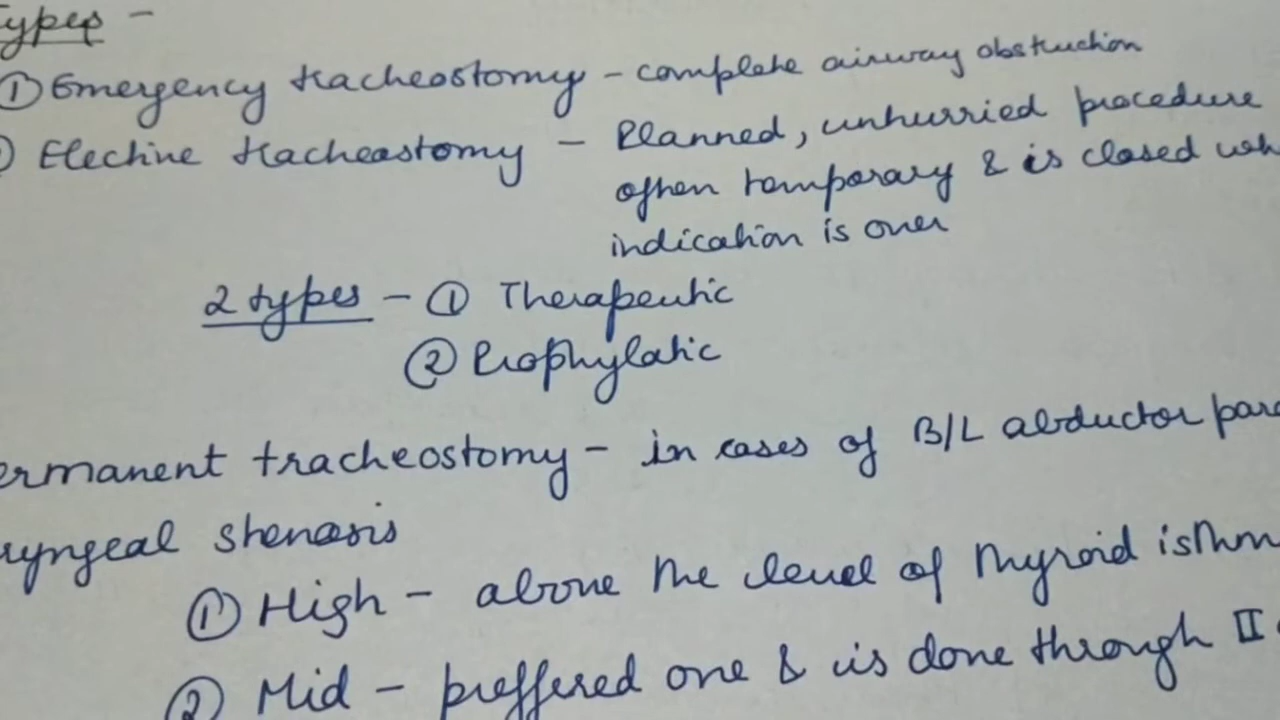 Types -
① Emergency tracheostomy - complete airway obstruction
) Elective tracheostomy - Planned, unhurried procedure
often temporary & is closed wh
indication is over
2 types - ① Therapeutic
② Prophylatic
ermanent tracheostomy - in cases of B/L abductor para
ryngeal stenosis
① High - above the level of thyroid isthm
② Mid - preffered one & is done through II